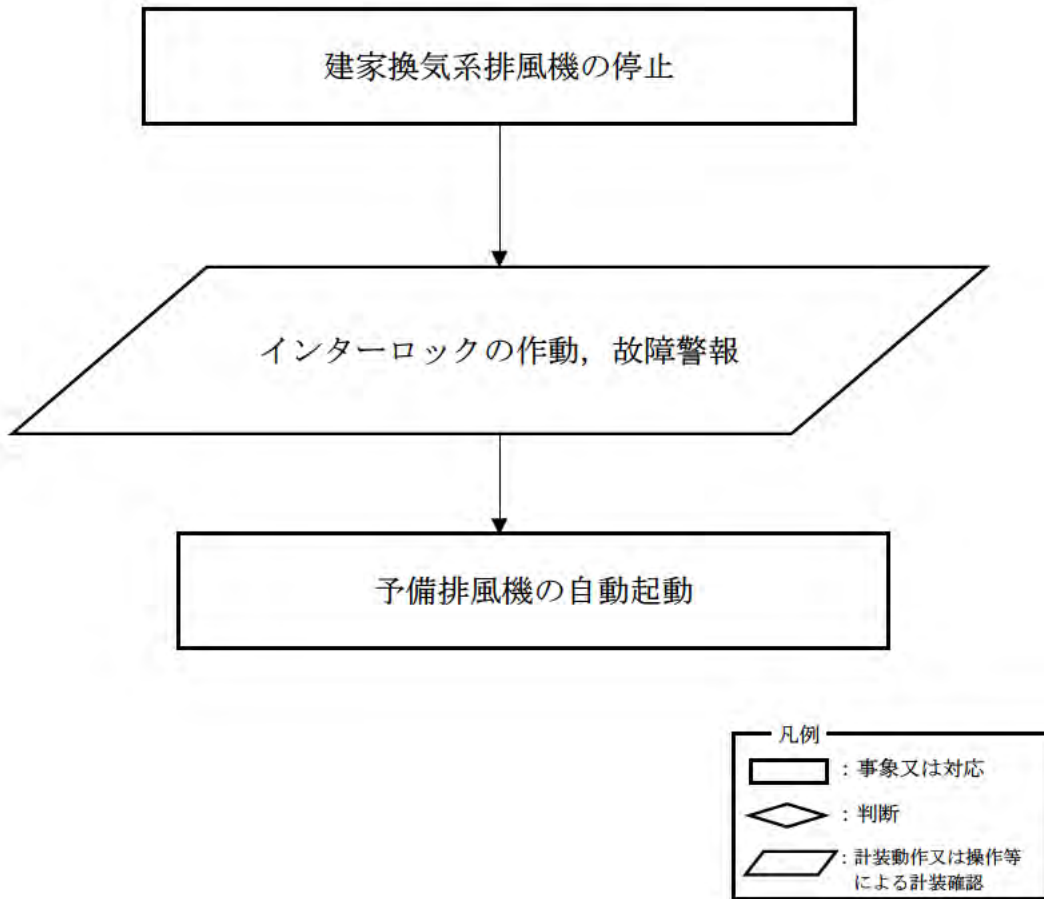 建家換気系排風機の停止
インターロックの作動，故障警報
予備排風機の自動起動
凡例
：事象又は対応
：判断
：計装動作又は操作等
による計装確認